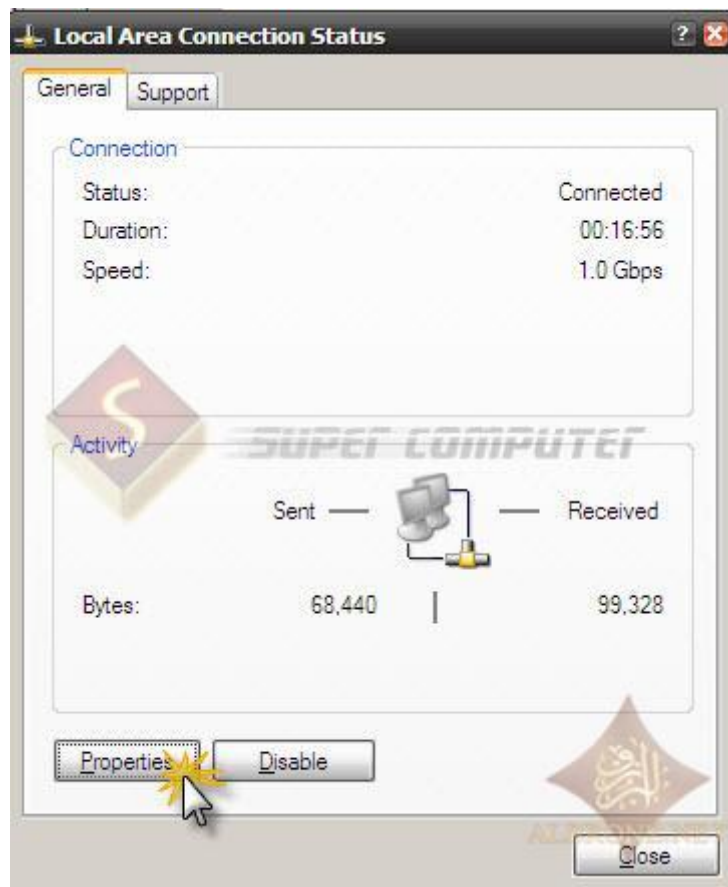 Local Area Connection Status
General Support
Connection
Status: Connected
Duration: 00:16:56
Speed: 1.0 Gbps
SUPER COMPUTER
Activity
Sent Received
Bytes: 68,440 99,328
Properties Disable
Close